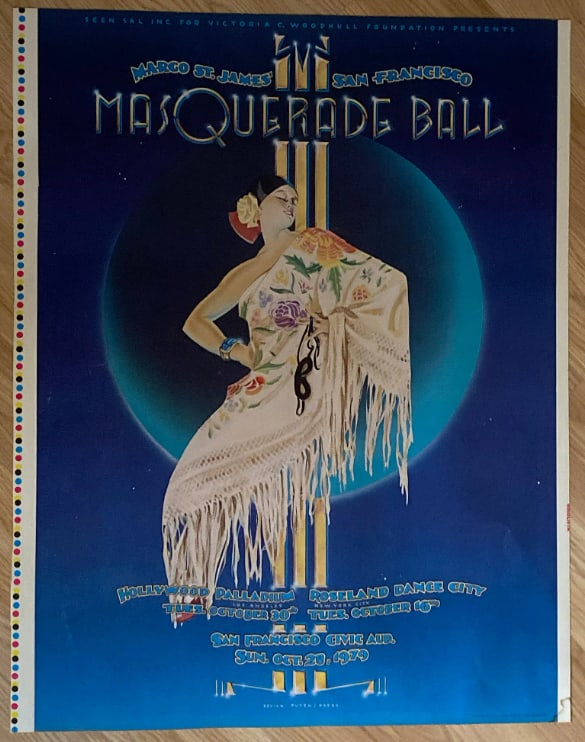 SEEN SAL INC FOR VICTORIA C. WOODHULL FOUNDATION PRESENTS
MARGO ST. JAMES' SAN FRANCISCO
MASQUERADE BALL
HOLLYWOOD PALLADIUM ROSELAND DANCE CITY
LOS ANGELES NEW YORK CITY
TUES. OCTOBER 30th TUES. OCTOBER 16th
SAN FRANCISCO CIVIC AUD.
SUN. OCT. 28, 1979